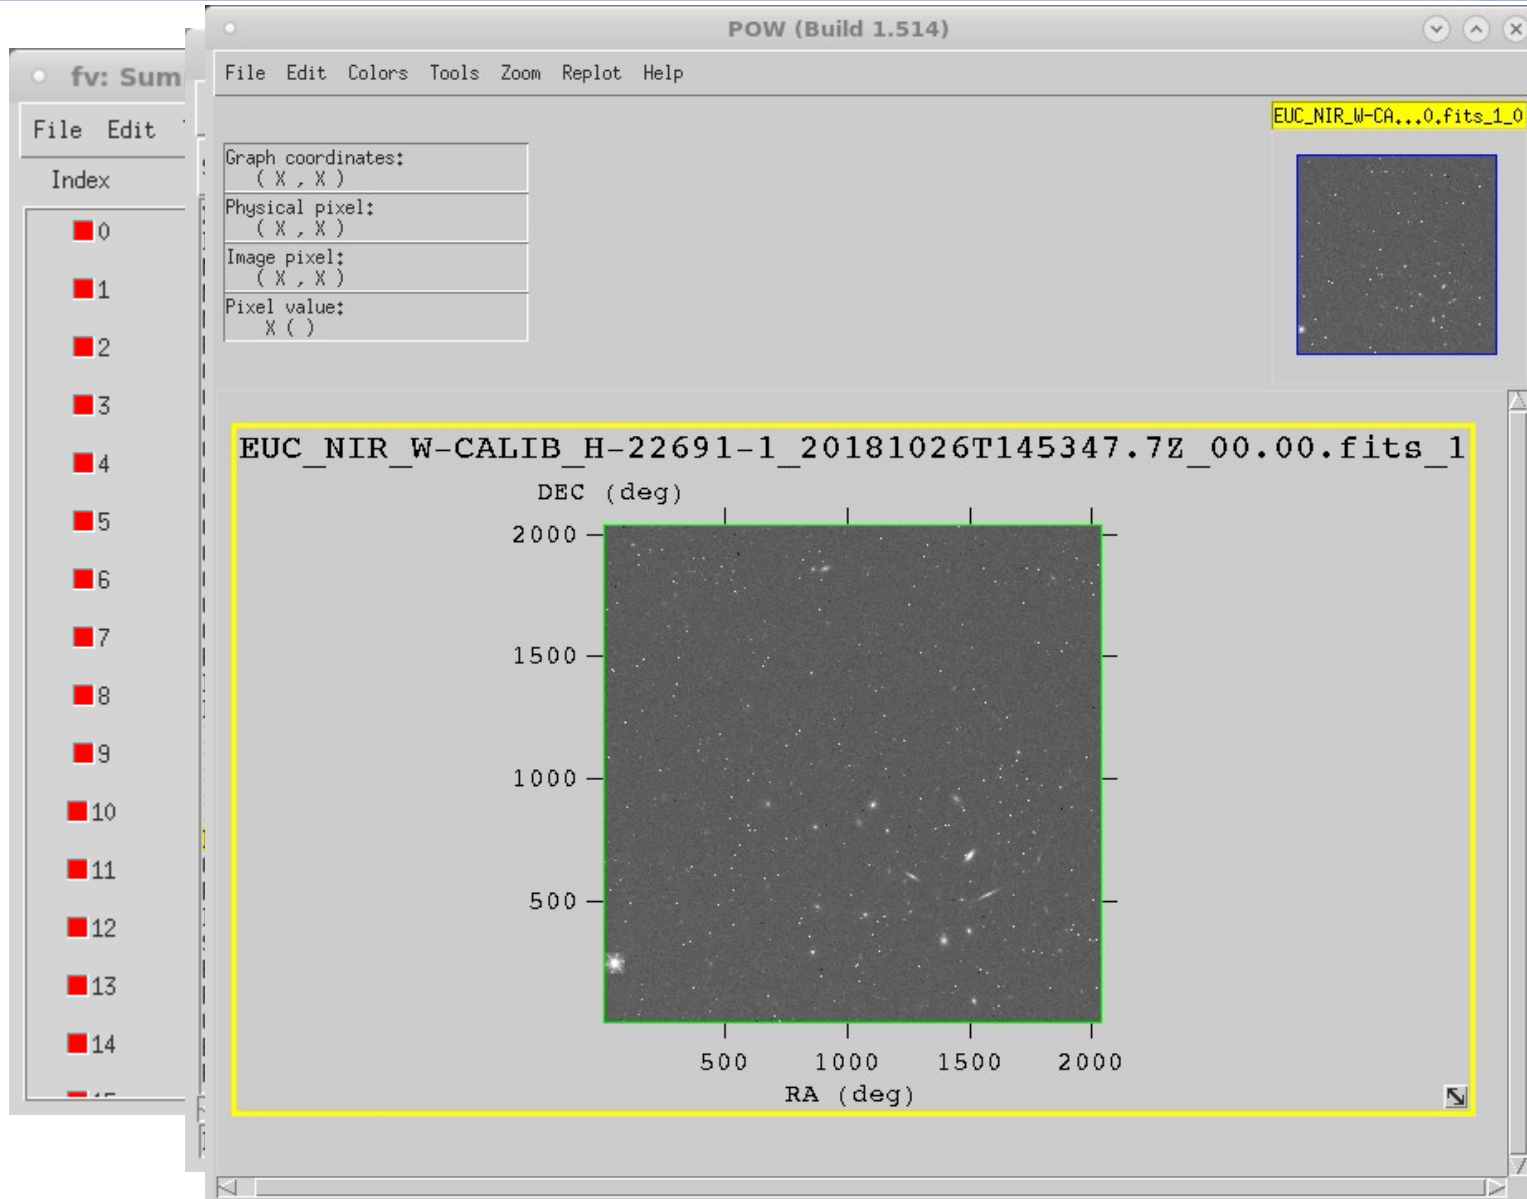 POW (Build 1.514)
fv: Sum
File Edit Colors Tools Zoom Replot Help
File Edit
EUC_NIR_W-CA...0.fits_1_0
Index
Graph coordinates:
( X , X )
Physical pixel:
( X , X )
Image pixel:
( X , X )
Pixel value:
X ( )
0
1
2
3
4
5
6
7
8
9
10
11
12
13
14
EUC_NIR_W-CALIB_H-22691-1_20181026T145347.7Z_00.00.fits_1
DEC (deg)
2000
1500
1000
500
500 1000 1500 2000
RA (deg)